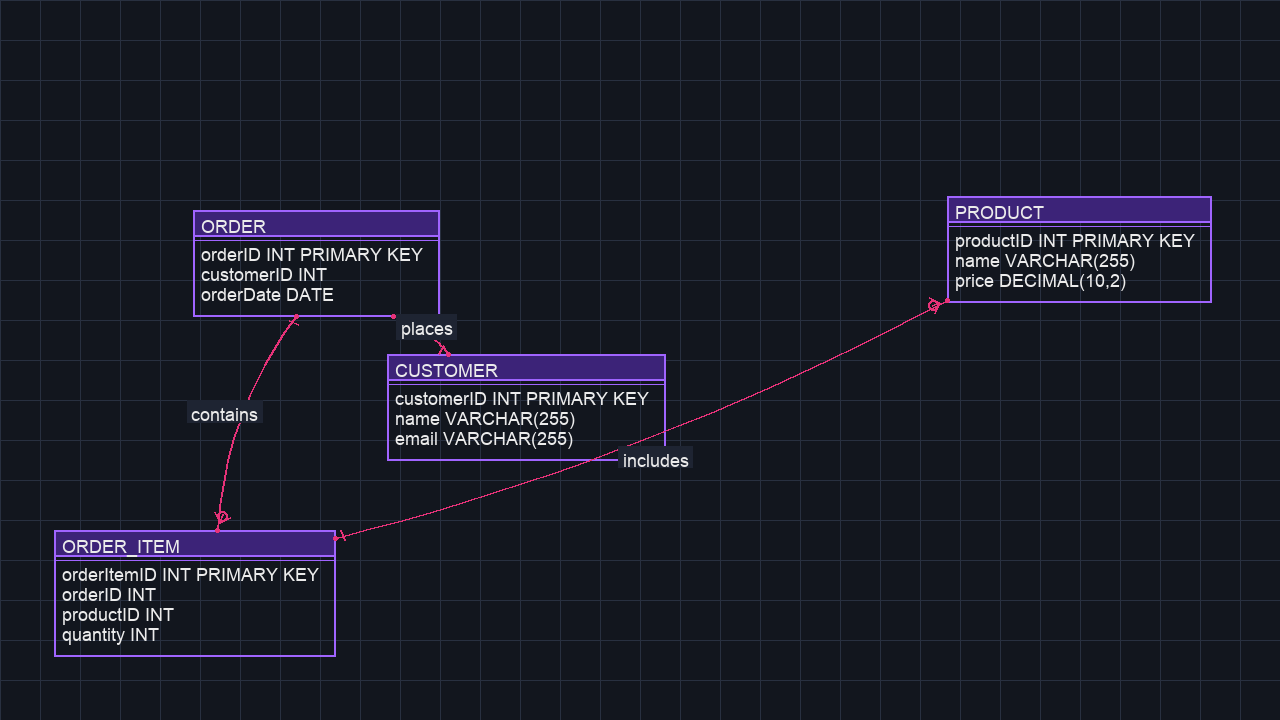 ORDER
orderID INT PRIMARY KEY
customerID INT
orderDate DATE
PRODUCT
productID INT PRIMARY KEY
name VARCHAR(255)
price DECIMAL(10,2)
places
CUSTOMER
customerID INT PRIMARY KEY
name VARCHAR(255)
email VARCHAR(255)
contains
includes
ORDER_ITEM
orderItemID INT PRIMARY KEY
orderID INT
productID INT
quantity INT